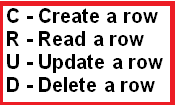 C - Create a row
R - Read a row
U - Update a row
D - Delete a row